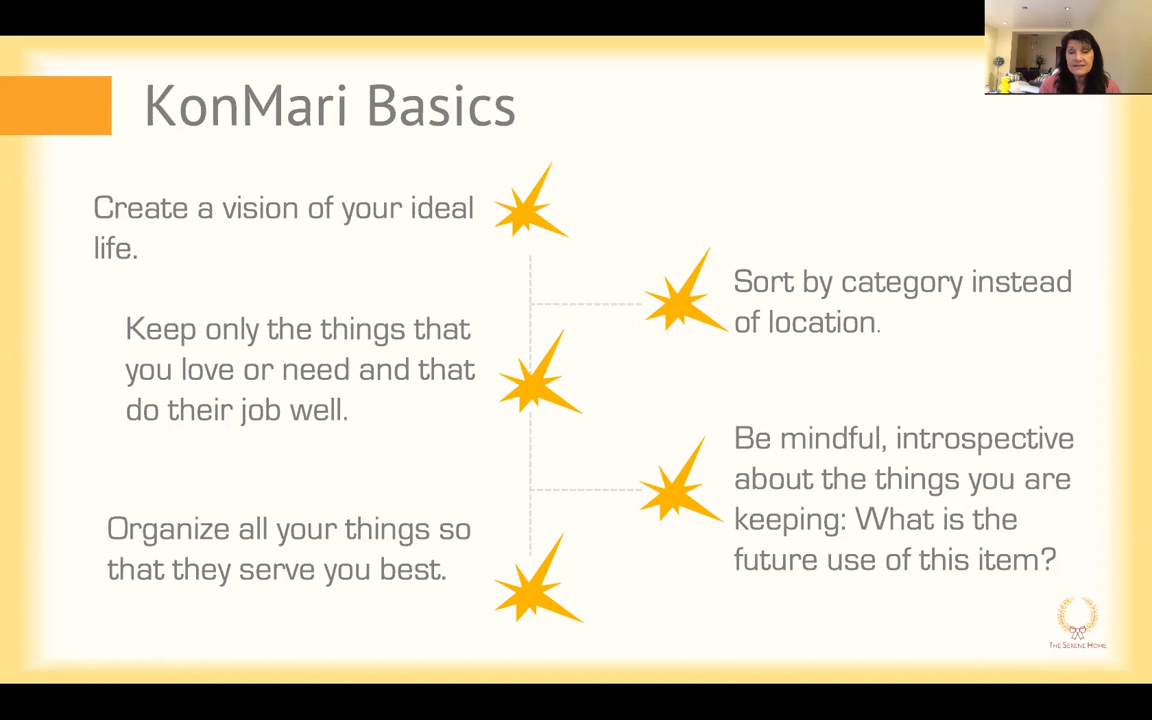 KonMari Basics
Create a vision of your ideal
life.
Sort by category instead
of location.
Keep only the things that
you love or need and that
do their job well.
Be mindful, introspective
about the things you are
keeping: What is the
future use of this item?
Organize all your things so
that they serve you best.
THE SERENE HOME